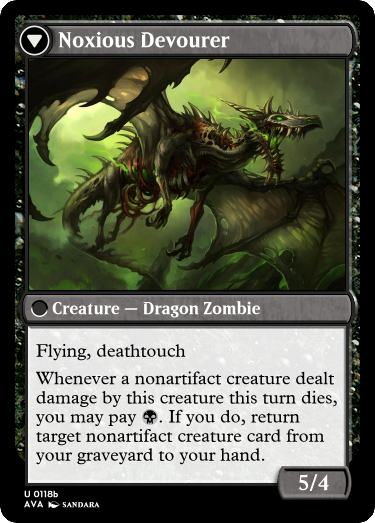 Noxious Devourer
Creature — Dragon Zombie
Flying, deathtouch
Whenever a nonartifact creature dealt
damage by this creature this turn dies,
you may pay . If you do, return
target nonartifact creature card from
your graveyard to your hand.
5/4
U 0118b
AVA SANDARA